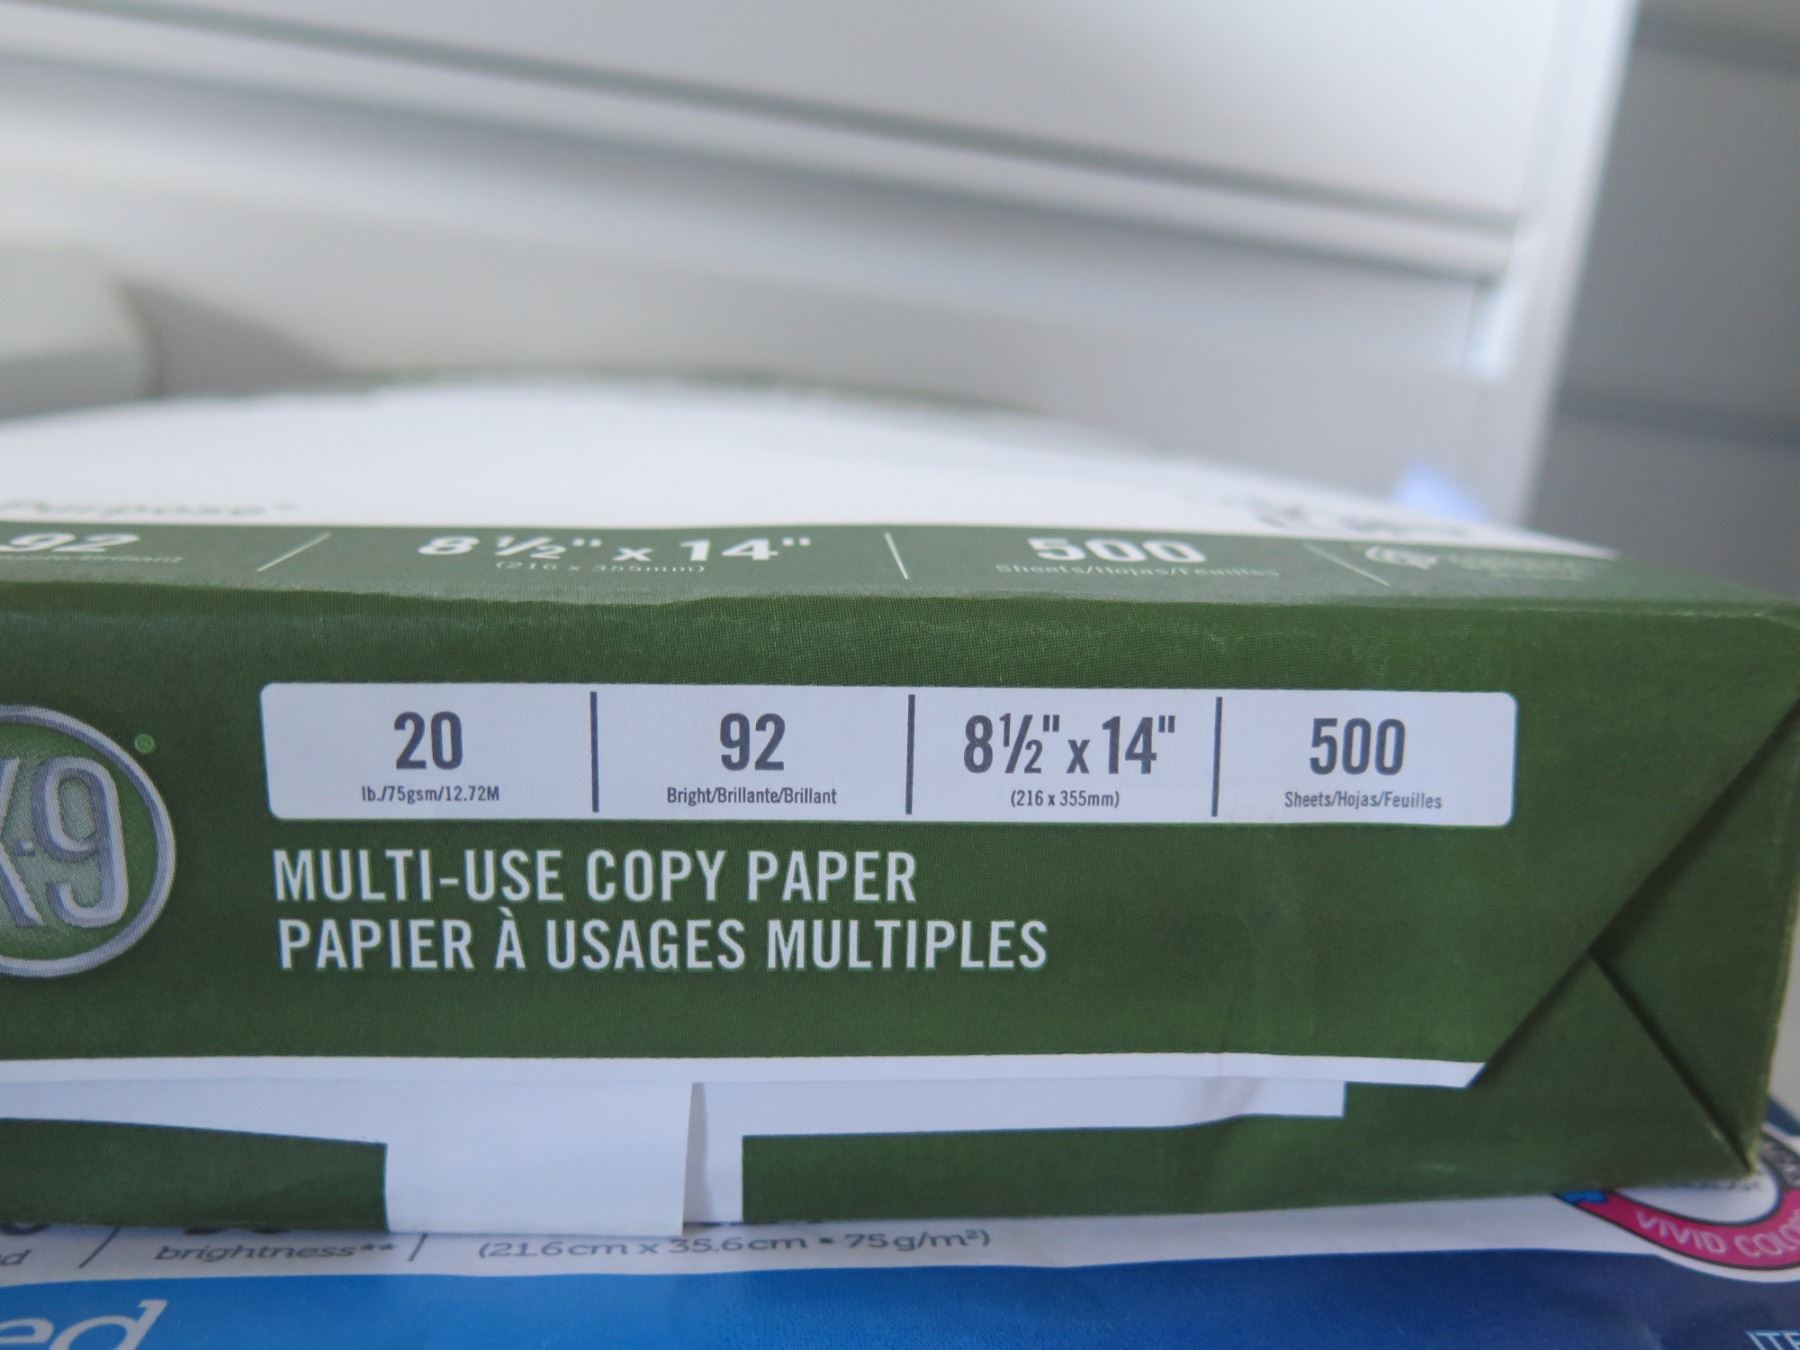 Purpose™
92 8½" x 14" 500
(216 x 355mm) Sheets/Hojas/Feuilles
20 92 8½" x 14" 500
lb./75gsm/12.72M Bright/Brillante/Brillant (216 x 355mm) Sheets/Hojas/Feuilles
X-9
MULTI-USE COPY PAPER
PAPIER À USAGES MULTIPLES
brightness** (21.6cm x 35.6cm • 75g/m²)
VIVID